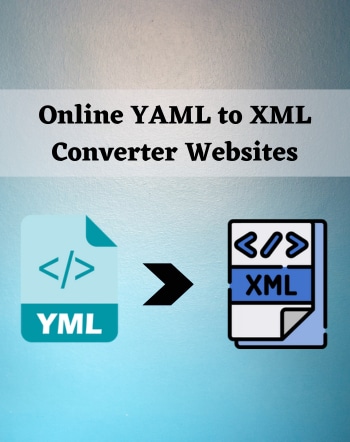 Online YAML to XML
Converter Websites
</>
YML
</>
XML